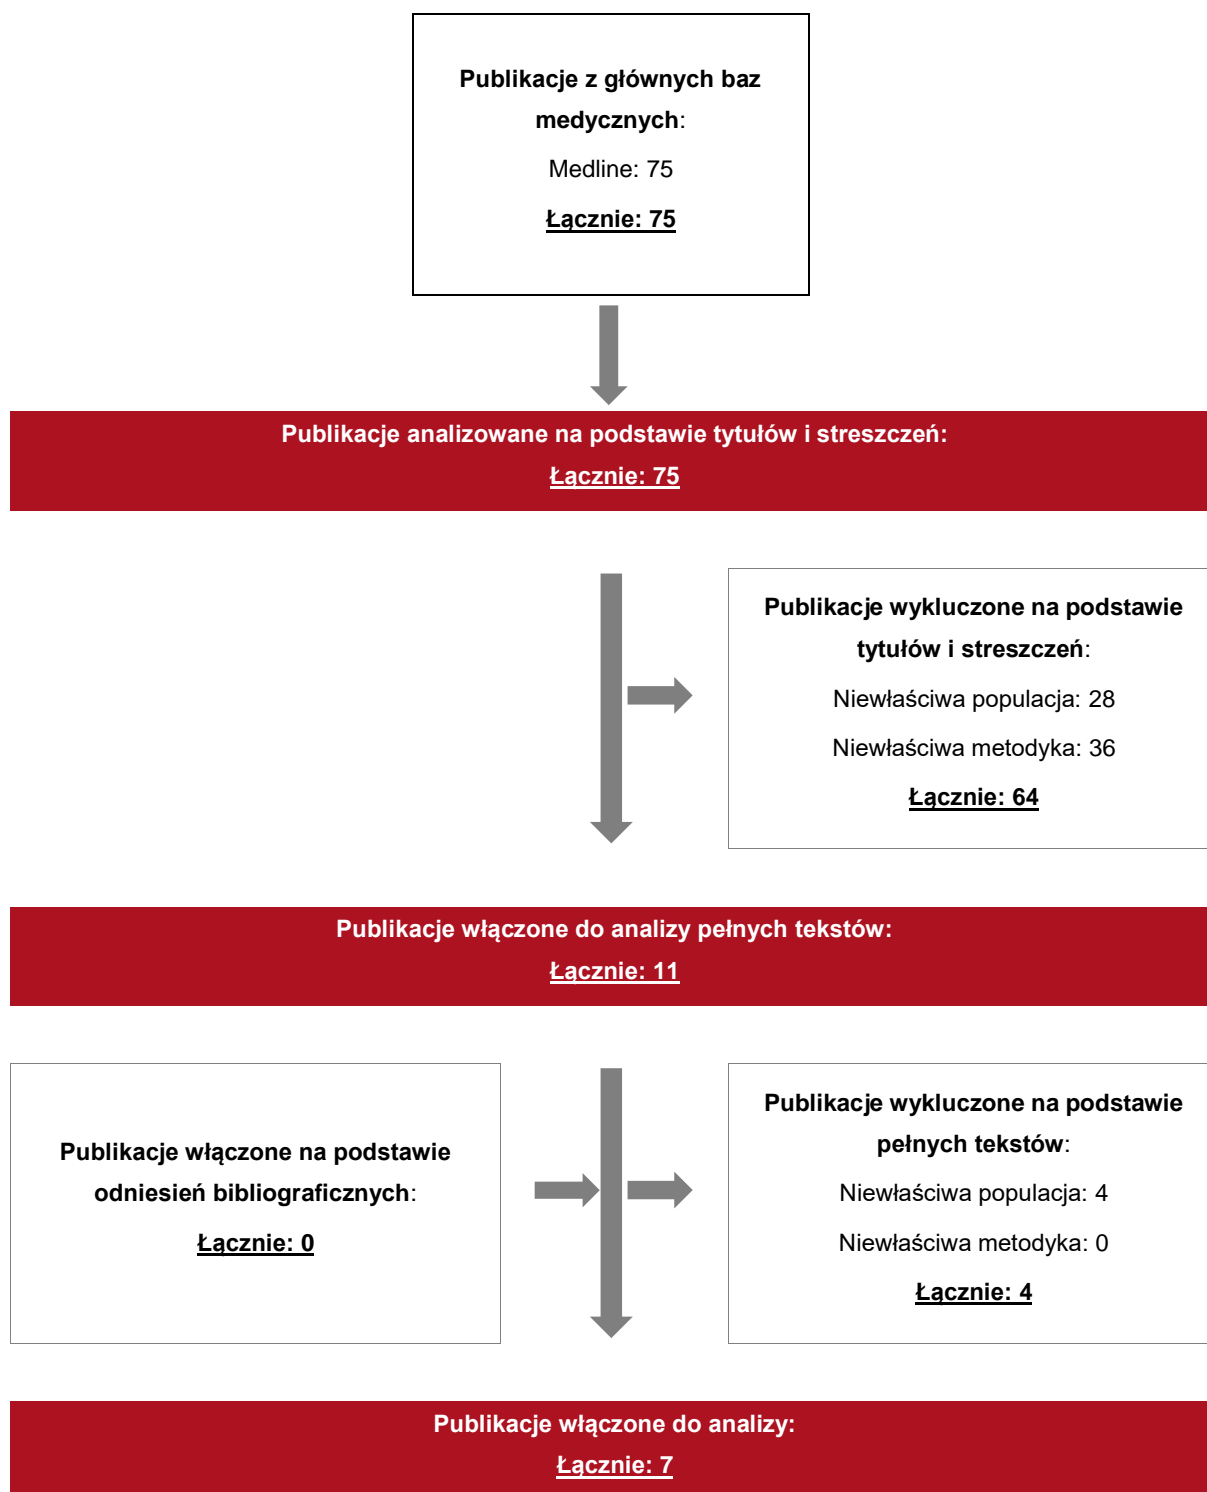 Publikacje z głównych baz
medycznych:
Medline: 75
Łącznie: 75
Publikacje analizowane na podstawie tytułów i streszczeń:
Łącznie: 75
Publikacje wykluczone na podstawie
tytułów i streszczeń:
Niewłaściwa populacja: 28
Niewłaściwa metodyka: 36
Łącznie: 64
Publikacje włączone do analizy pełnych tekstów:
Łącznie: 11
Publikacje włączone na podstawie
odniesień bibliograficznych:
Łącznie: 0
Publikacje wykluczone na podstawie
pełnych tekstów:
Niewłaściwa populacja: 4
Niewłaściwa metodyka: 0
Łącznie: 4
Publikacje włączone do analizy:
Łącznie: 7